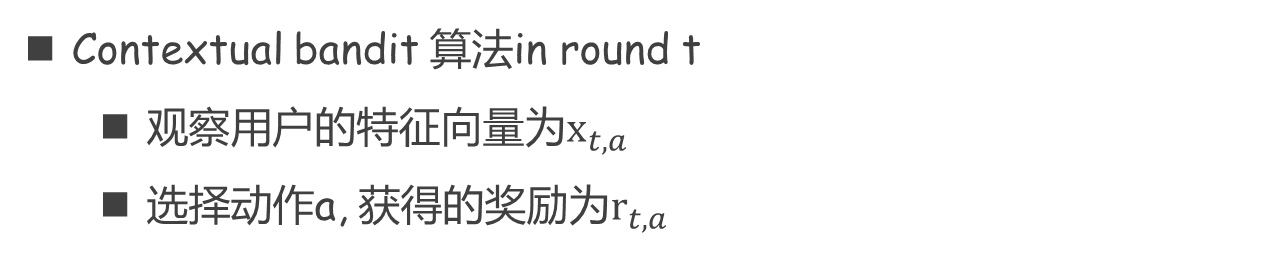 ■ Contextual bandit 算法in round t
■ 观察用户的特征向量为x_{t,a}
■ 选择动作a, 获得的奖励为r_{t,a}